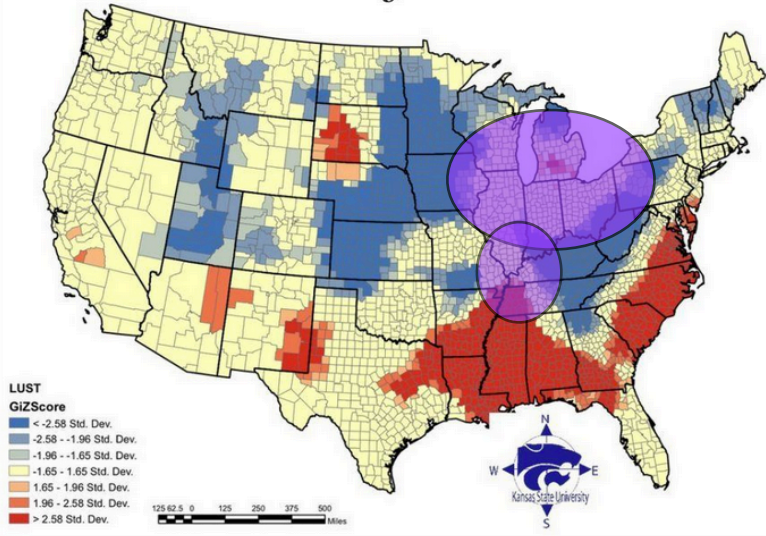 LUST
GiZScore
< -2.58 Std. Dev.
-2.58 - -1.96 Std. Dev.
-1.96 - -1.65 Std. Dev.
-1.65 - 1.65 Std. Dev.
1.65 - 1.96 Std. Dev.
1.96 - 2.58 Std. Dev.
> 2.58 Std. Dev.
125 62.5 0 125 250 375 500
Miles
N
W E
Kansas State University
S